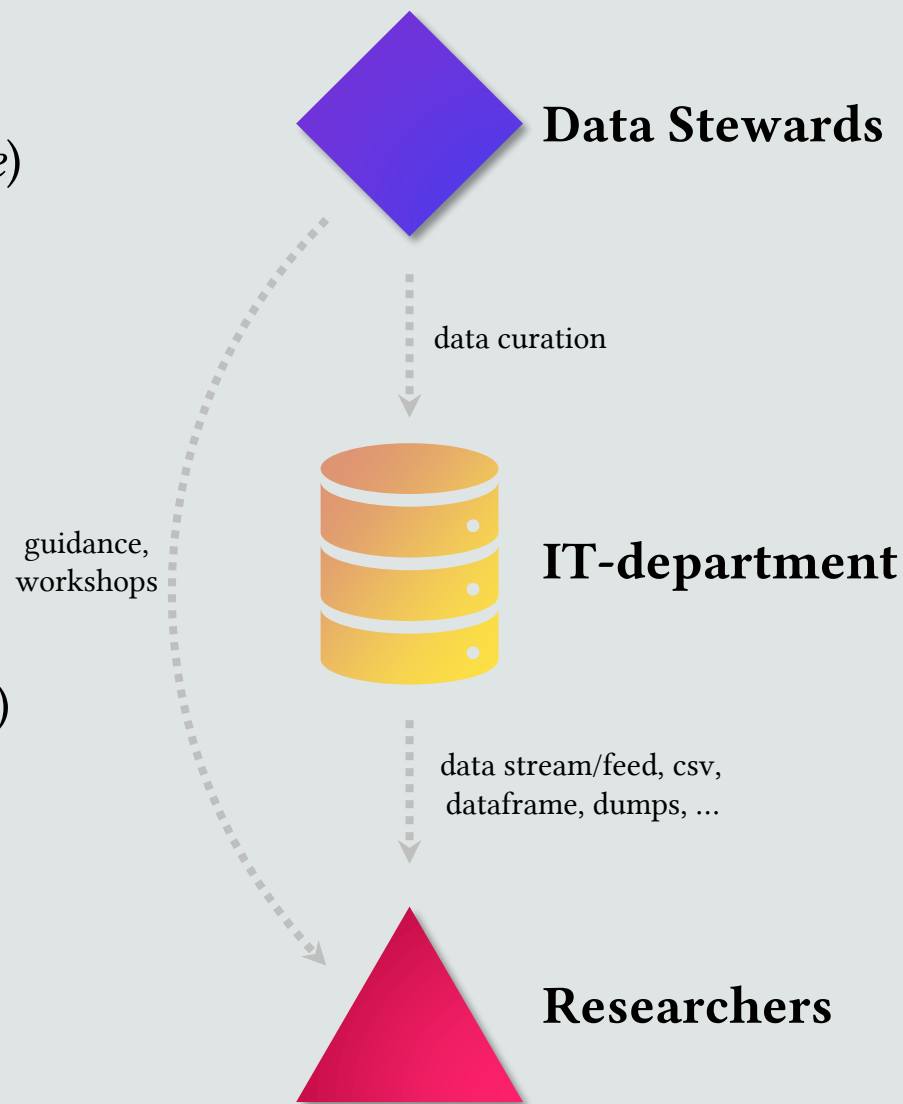 Data Stewards
e)
data curation
guidance,
workshops
IT-department
)
data stream/feed, csv,
dataframe, dumps, ...
Researchers